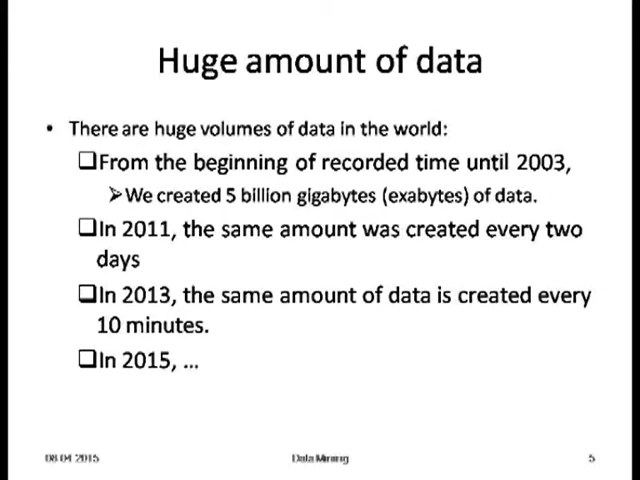 Huge amount of data
• There are huge volumes of data in the world:
❑From the beginning of recorded time until 2003,
➢We created 5 billion gigabytes (exabytes) of data.
❑In 2011, the same amount was created every two
days
❑In 2013, the same amount of data is created every
10 minutes.
❑In 2015, ...
08.04.2015 Data Mining 5